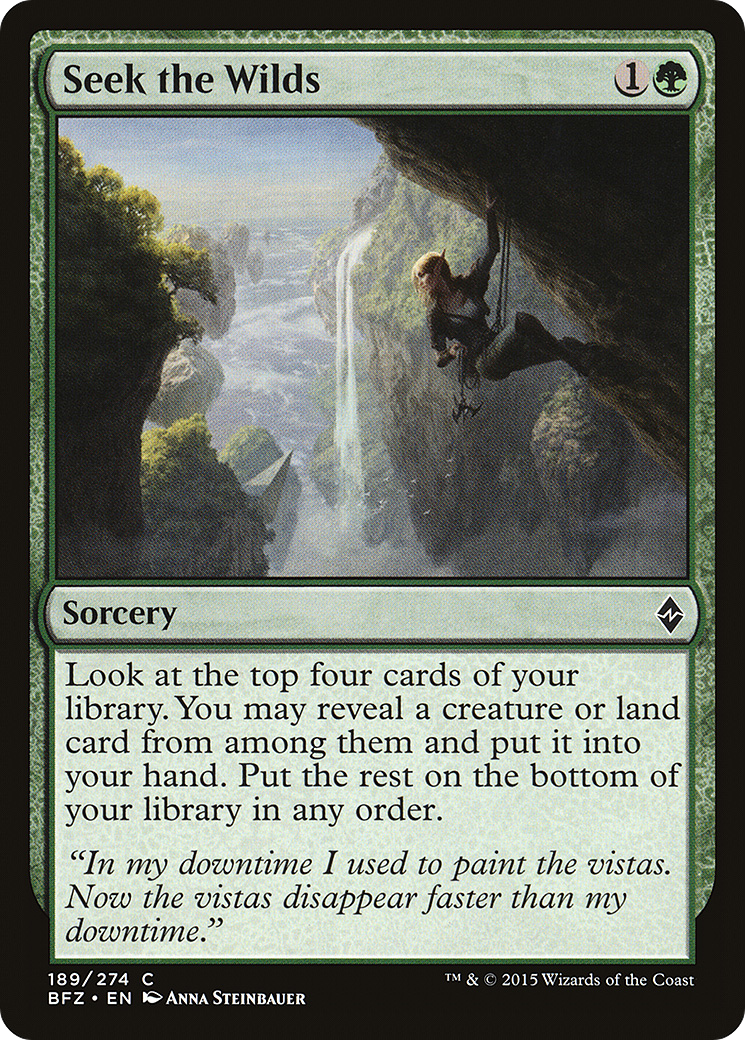 Seek the Wilds 1
Sorcery
Look at the top four cards of your
library. You may reveal a creature or land
card from among them and put it into
your hand. Put the rest on the bottom of
your library in any order.
“In my downtime I used to paint the vistas.
Now the vistas disappear faster than my
downtime.”
189/274 C
BFZ • EN Anna Steinbauer
™ & © 2015 Wizards of the Coast